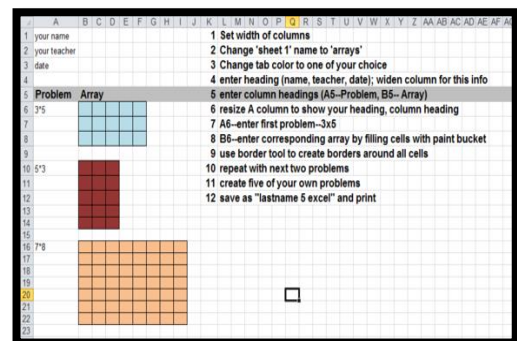 A B C D E F G H I J K L M N O P Q R S T U V W X Y Z AA AB AC AD AE AF A
1 your name 1 Set width of columns
2 your teacher 2 Change 'sheet 1' name to 'arrays'
3 date 3 Change tab color to one of your choice
4 4 enter heading (name, teacher, date); widen column for this info
5 Problem Array 5 enter column headings (A5--Problem, B5-- Array)
6 3*5 6 resize A column to show your heading, column heading
7 7 A6--enter first problem--3x5
8 8 B6--enter corresponding array by filling cells with paint bucket
9 9 use border tool to create borders around all cells
10 5*3 10 repeat with next two problems
11 11 create five of your own problems
12 12 save as "lastname 5 excel" and print
13
14
15
16 7*8
17
18
19
20
21
22
23